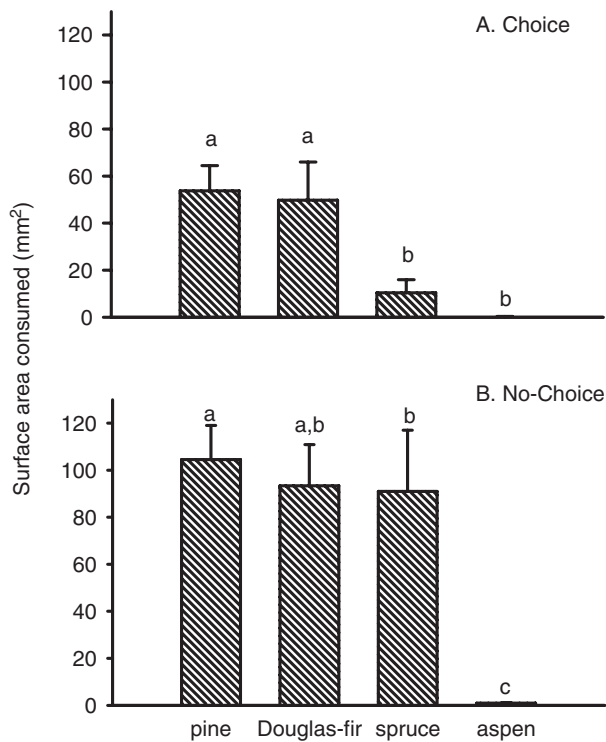 A. Choice
120
100
80
60
40
20
0
a
a
b
b
Surface area consumed (mm²)
B. No-Choice
120
100
80
60
40
20
0
a
a,b
b
c
pine Douglas-fir spruce aspen